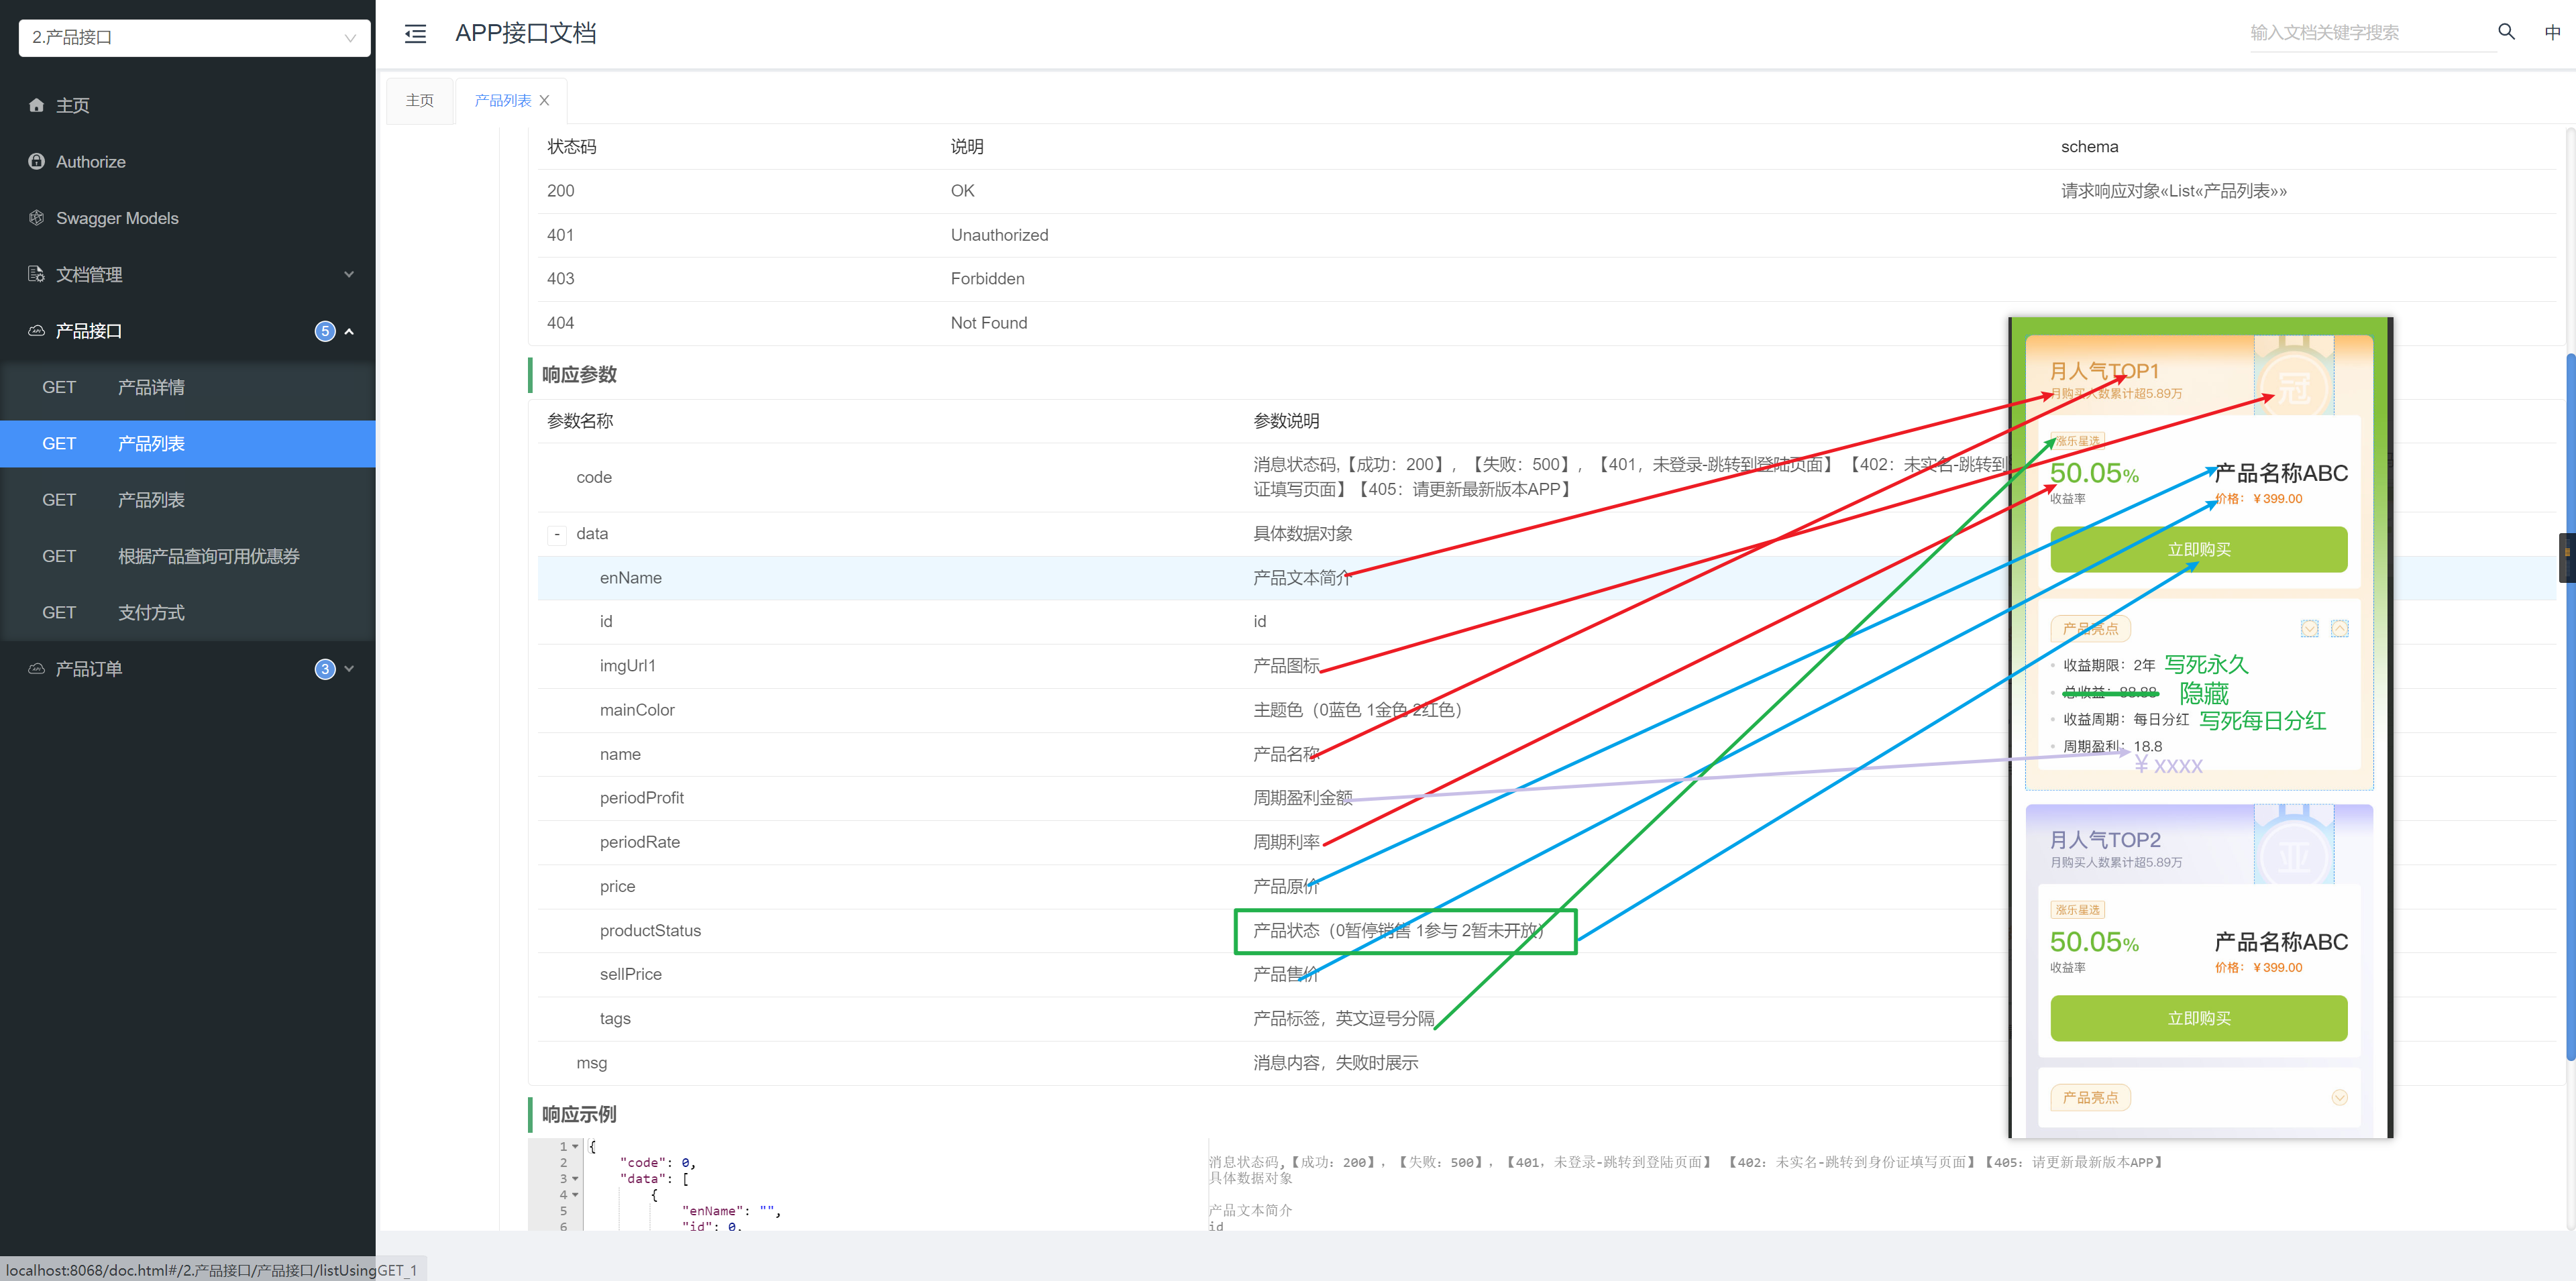 2.产品接口
APP接口文档
输入文档关键字搜索
中
主页
Authorize
Swagger Models
文档管理
产品接口
5
GET 产品详情
GET 产品列表
GET 产品列表
GET 根据产品查询可用优惠券
GET 支付方式
产品订单
3
主页
产品列表
状态码 说明 schema
200 OK 请求响应对象«List«产品列表»»
401 Unauthorized
403 Forbidden
404 Not Found
响应参数
参数名称 参数说明
code 消息状态码,【成功：200】,【失败：500】,【401，未登录-跳转到登陆页面】【402：未实名-跳转到
证填写页面】【405：请更新最新版本APP】
- data 具体数据对象
enName 产品文本简介
id id
imgUrl1 产品图标
mainColor 主题色（0蓝色 1金色 2红色）
name 产品名称
periodProfit 周期盈利金额
periodRate 周期利率
price 产品原价
productStatus 产品状态（0暂停销售 1参与 2暂未开放）
sellPrice 产品售价
tags 产品标签，英文逗号分隔
msg 消息内容，失败时展示
响应示例
1 {
2 "code": 0, 消息状态码,【成功：200】,【失败：500】,【401，未登录-跳转到登陆页面】 【402：未实名-跳转到身份证填写页面】【405：请更新最新版本APP】
3 "data": [ 具体数据对象
4 {
5 "enName": "", 产品文本简介
6 "id": 0, id
月人气TOP1
月购买人数累计超5.89万
冠
涨乐星选
50.05% 产品名称ABC
收益率 价格：￥399.00
立即购买
产品亮点
收益期限：2年 写死永久
总收益：88.88 隐藏
收益周期：每日分红 写死每日分红
周期盈利：18.8
￥xxxx
月人气TOP2
月购买人数累计超5.89万
亚
涨乐星选
50.05% 产品名称ABC
收益率 价格：￥399.00
立即购买
产品亮点
localhost:8068/doc.html#/2.产品接口/产品接口/listUsingGET_1